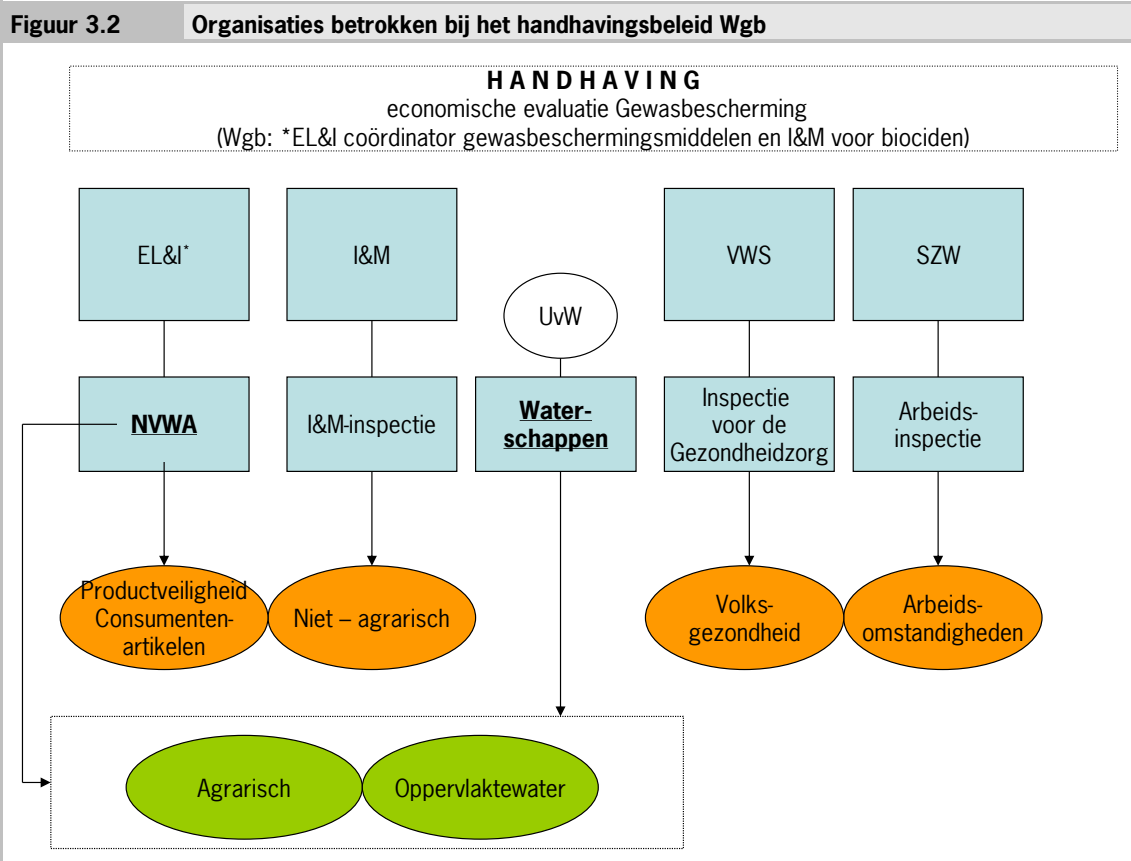 Figuur 3.2 Organisaties betrokken bij het handhavingsbeleid Wgb
H A N D H A V I N G
economische evaluatie Gewasbescherming
(Wgb: *EL&I coördinator gewasbeschermingsmiddelen en I&M voor biociden)
EL&I*
I&M
VWS
SZW
UvW
NVWA
I&M-inspectie
Water-
schappen
Inspectie
voor de
Gezondheidzorg
Arbeids-
inspectie
Productveiligheid
Consumenten-
artikelen
Niet – agrarisch
Volks-
gezondheid
Arbeids-
omstandigheden
Agrarisch
Oppervlaktewater